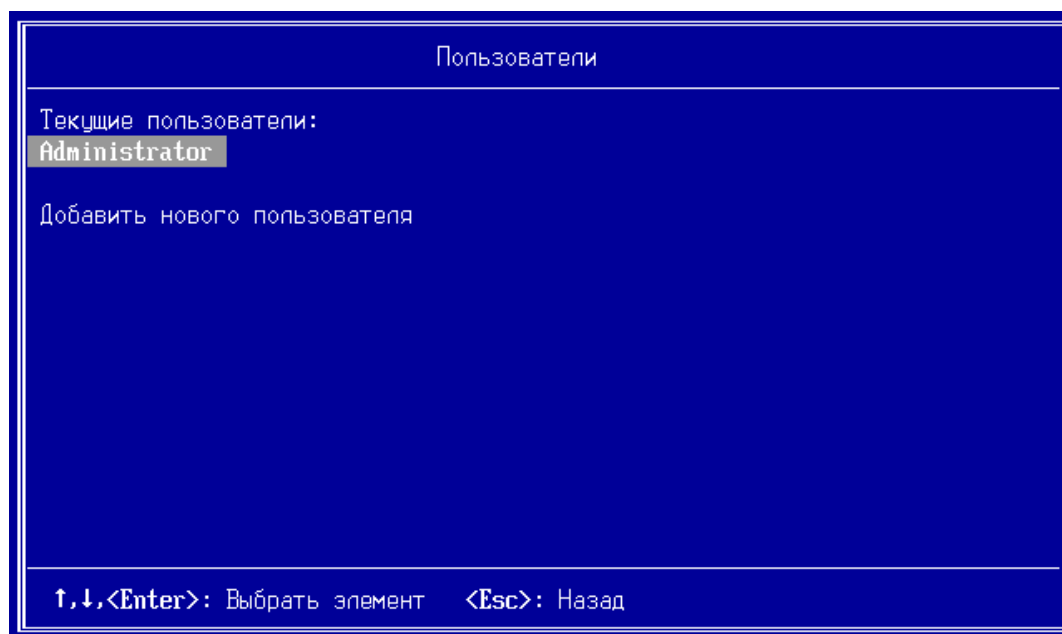 Пользователи
Текущие пользователи:
Administrator
Добавить нового пользователя
↑,↓,<Enter>: Выбрать элемент <Esc>: Назад